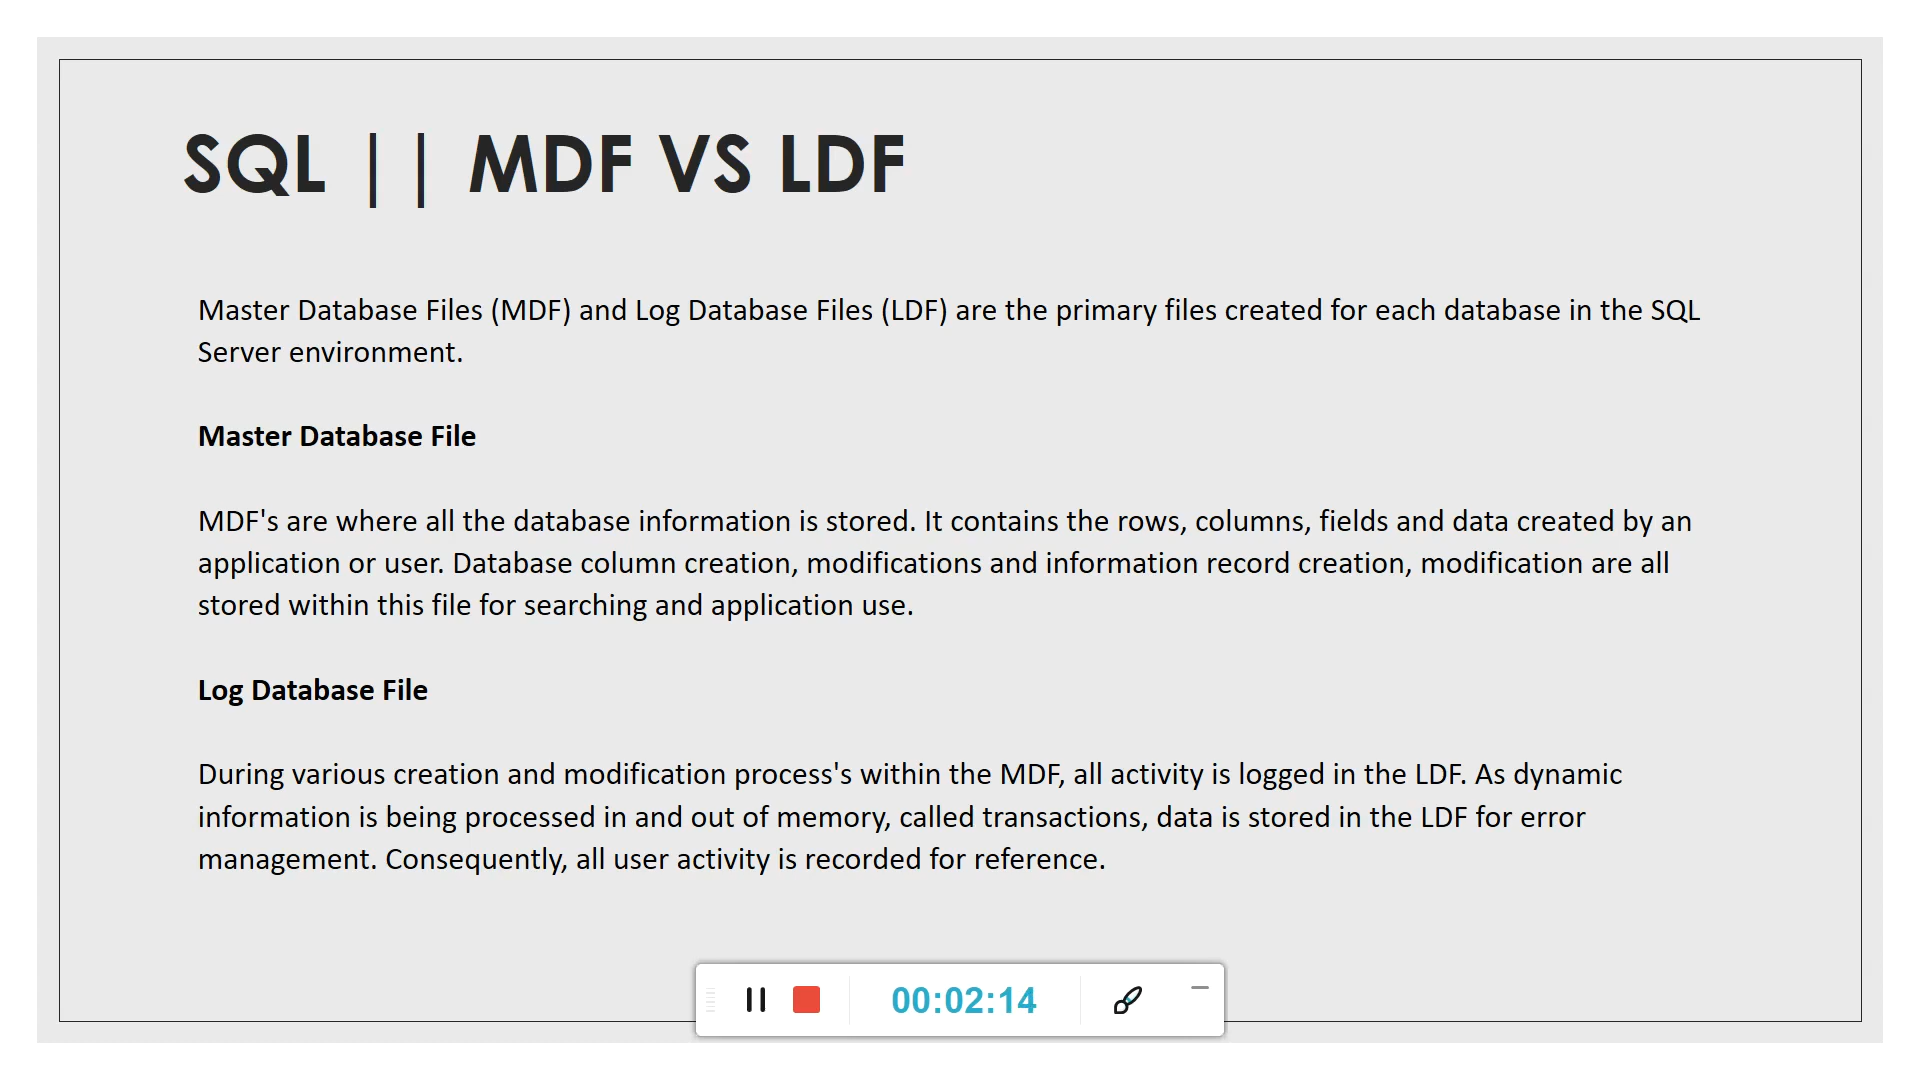 SQL || MDF VS LDF
Master Database Files (MDF) and Log Database Files (LDF) are the primary files created for each database in the SQL
Server environment.
Master Database File
MDF's are where all the database information is stored. It contains the rows, columns, fields and data created by an
application or user. Database column creation, modifications and information record creation, modification are all
stored within this file for searching and application use.
Log Database File
During various creation and modification process's within the MDF, all activity is logged in the LDF. As dynamic
information is being processed in and out of memory, called transactions, data is stored in the LDF for error
management. Consequently, all user activity is recorded for reference.
00:02:14